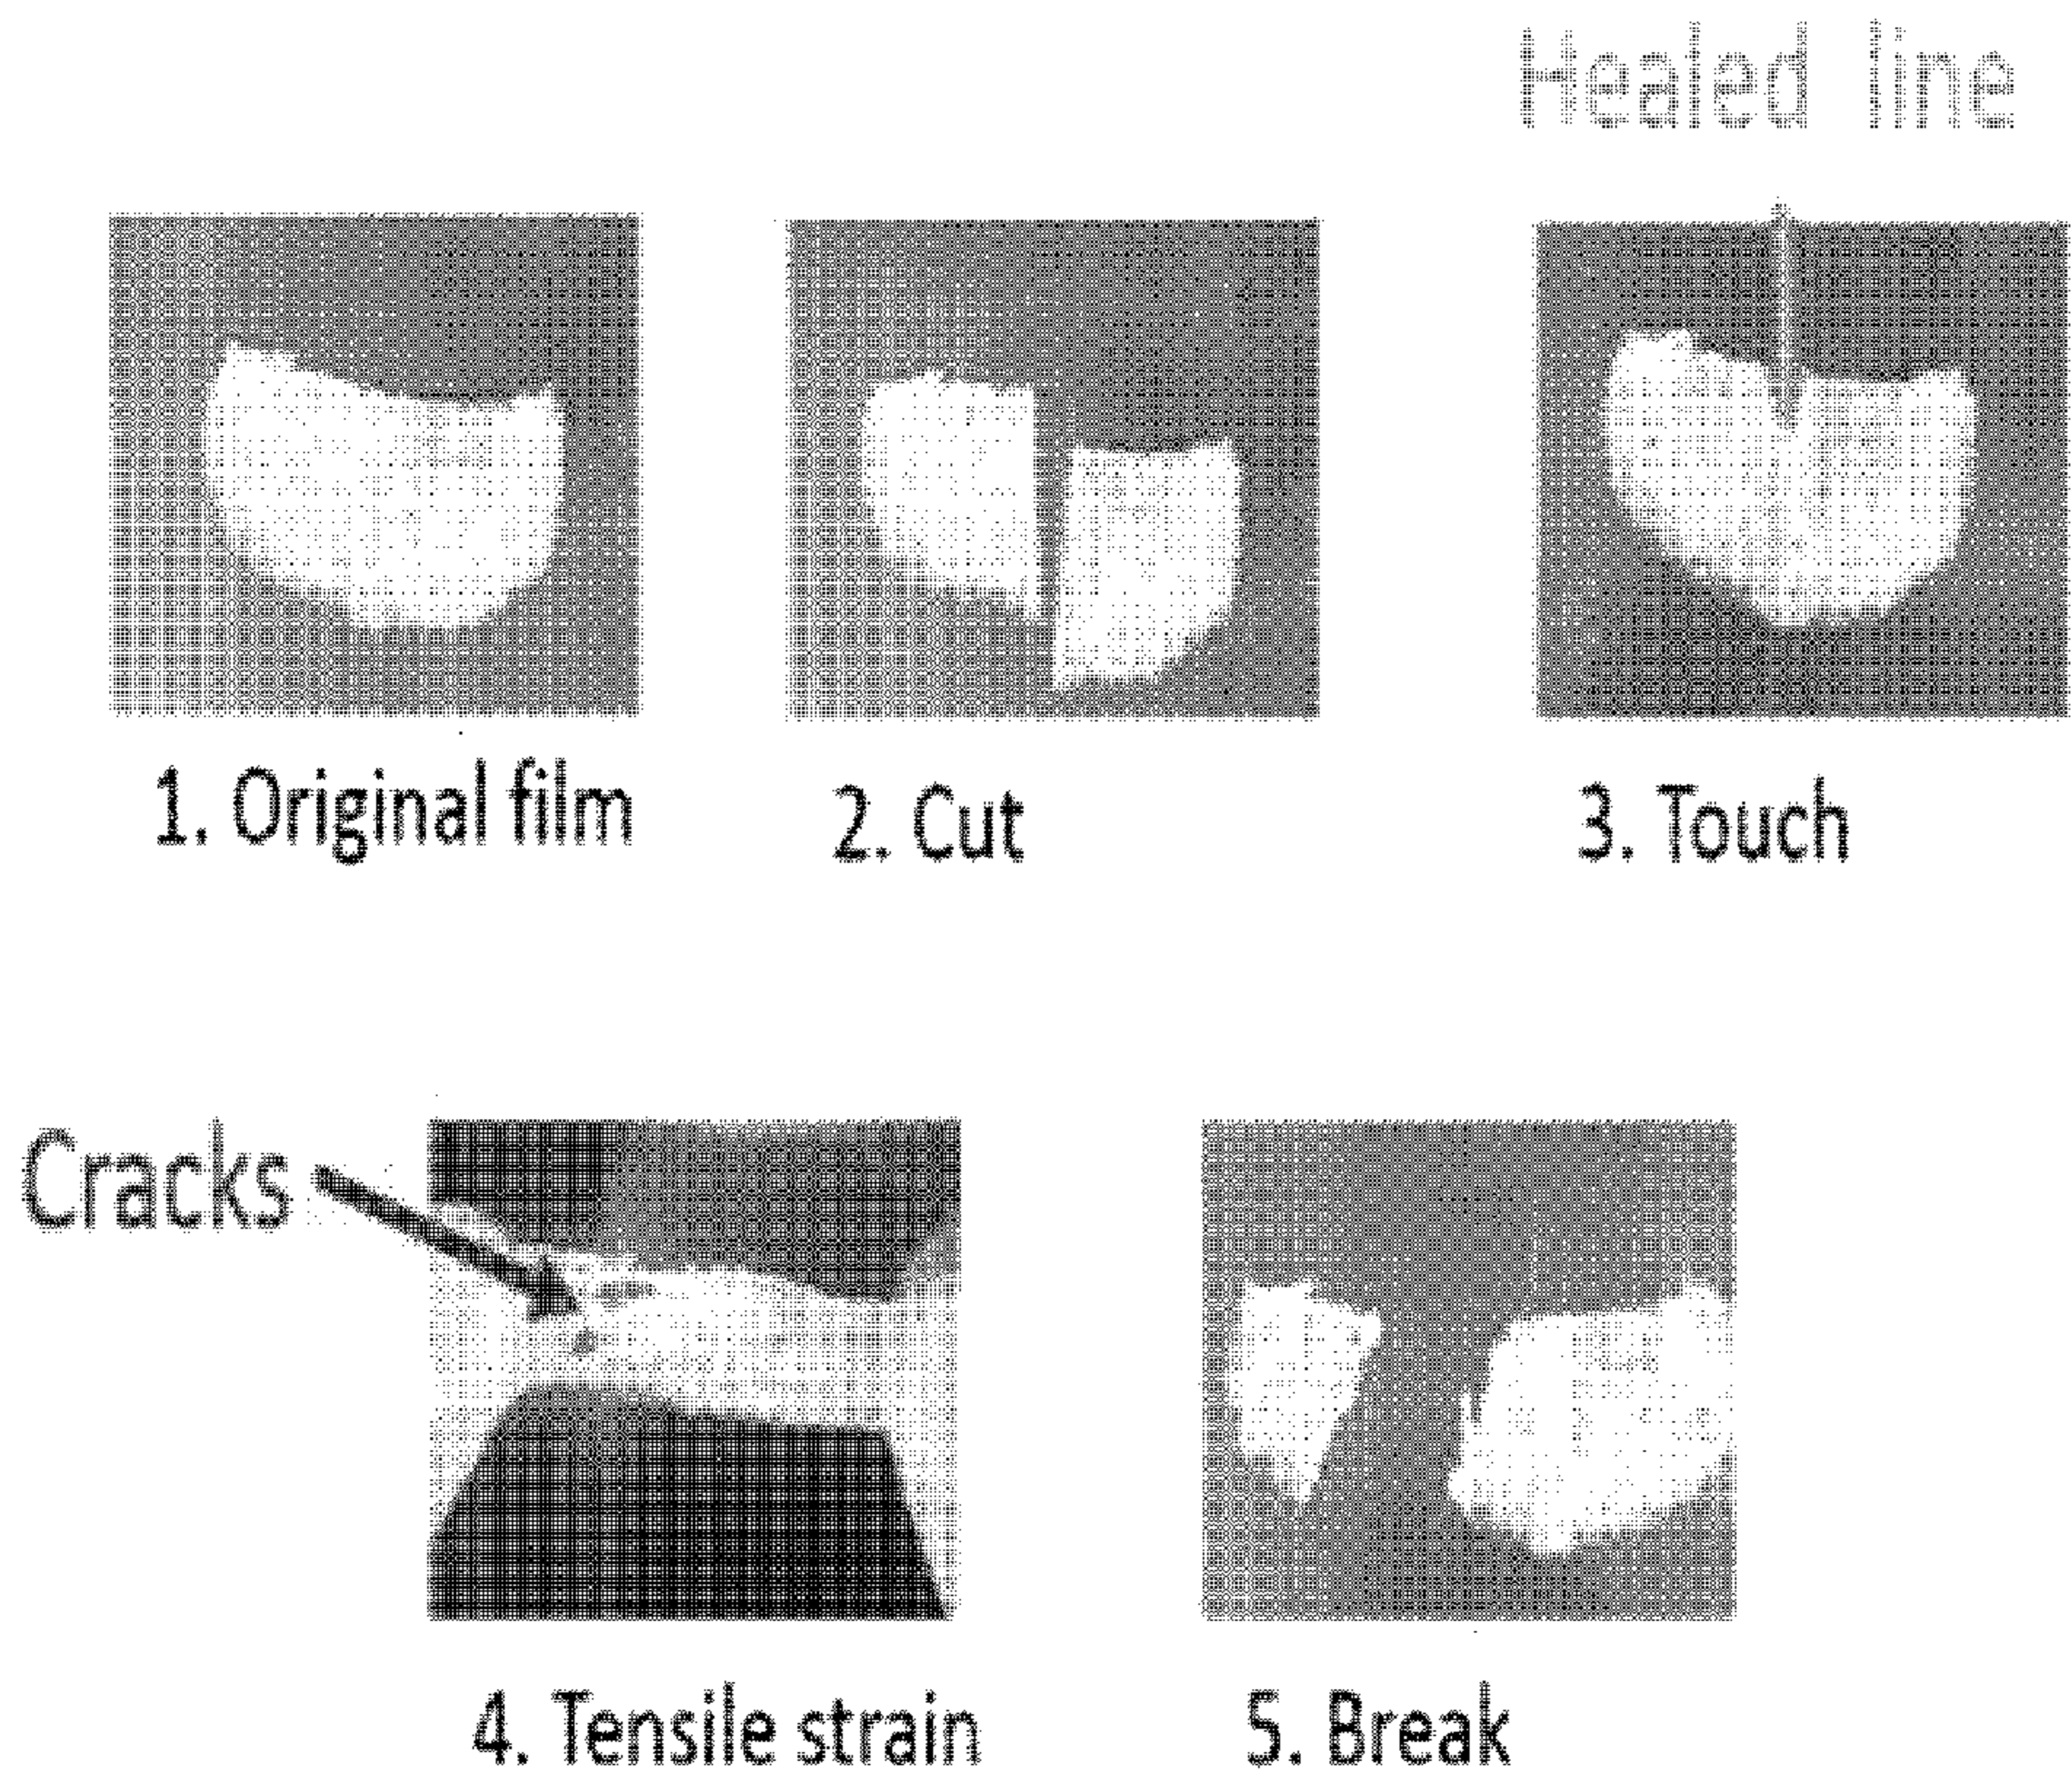 Healed line
1. Original film
2. Cut
3. Touch
Cracks
4. Tensile strain
5. Break